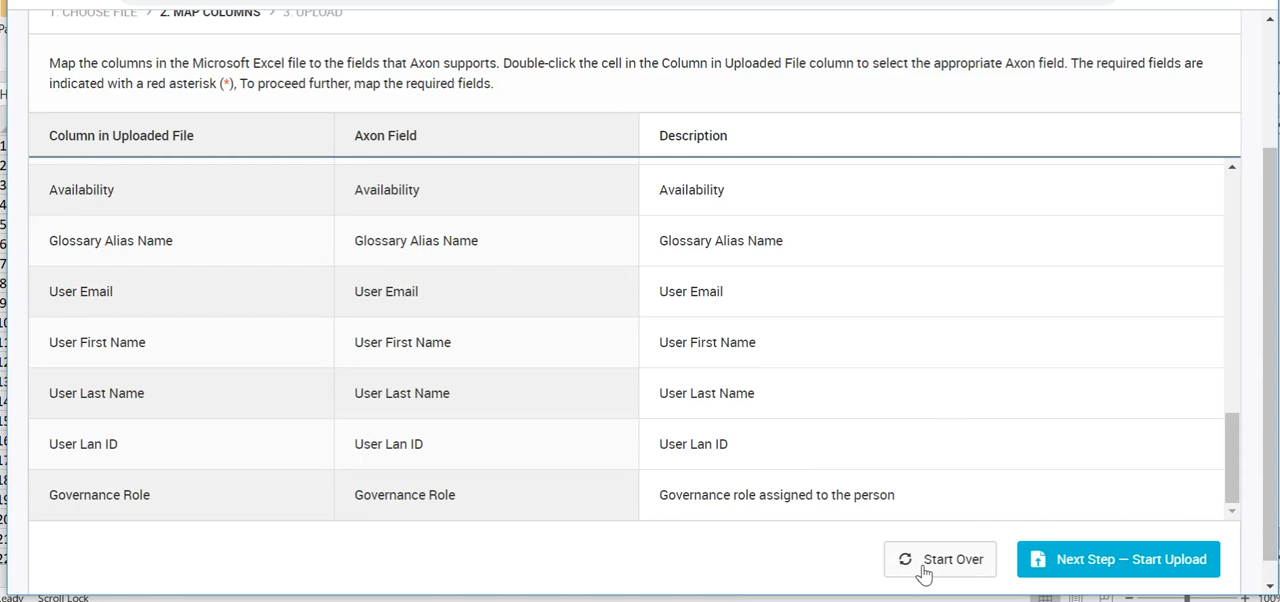 1. CHOOSE FILE > 2. MAP COLUMNS > 3. UPLOAD
Map the columns in the Microsoft Excel file to the fields that Axon supports. Double-click the cell in the Column in Uploaded File column to select the appropriate Axon field. The required fields are
indicated with a red asterisk (*), To proceed further, map the required fields.
Column in Uploaded File Axon Field Description
Availability Availability Availability
Glossary Alias Name Glossary Alias Name Glossary Alias Name
User Email User Email User Email
User First Name User First Name User First Name
User Last Name User Last Name User Last Name
User Lan ID User Lan ID User Lan ID
Governance Role Governance Role Governance role assigned to the person
Start Over Next Step — Start Upload
Scroll Lock